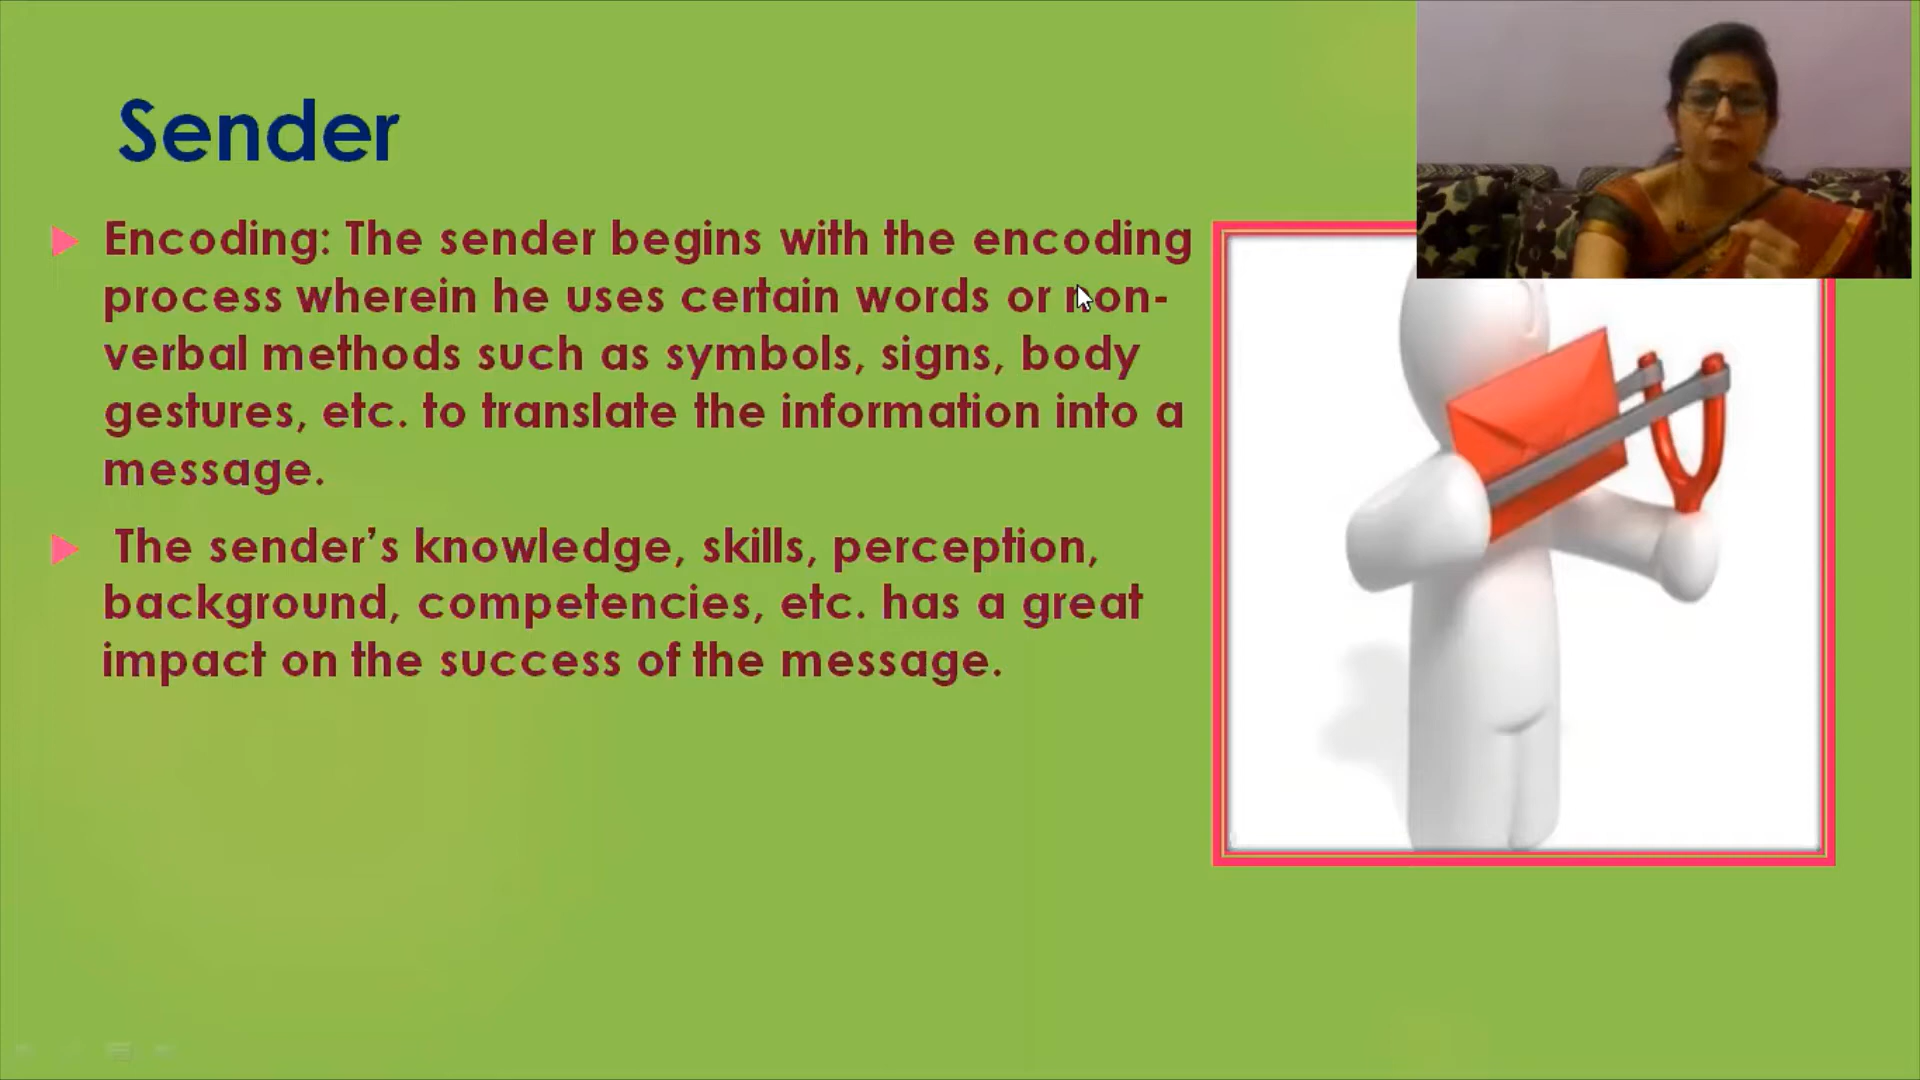 Sender
Encoding: The sender begins with the encoding
process wherein he uses certain words or non-
verbal methods such as symbols, signs, body
gestures, etc. to translate the information into a
message.
The sender’s knowledge, skills, perception,
background, competencies, etc. has a great
impact on the success of the message.